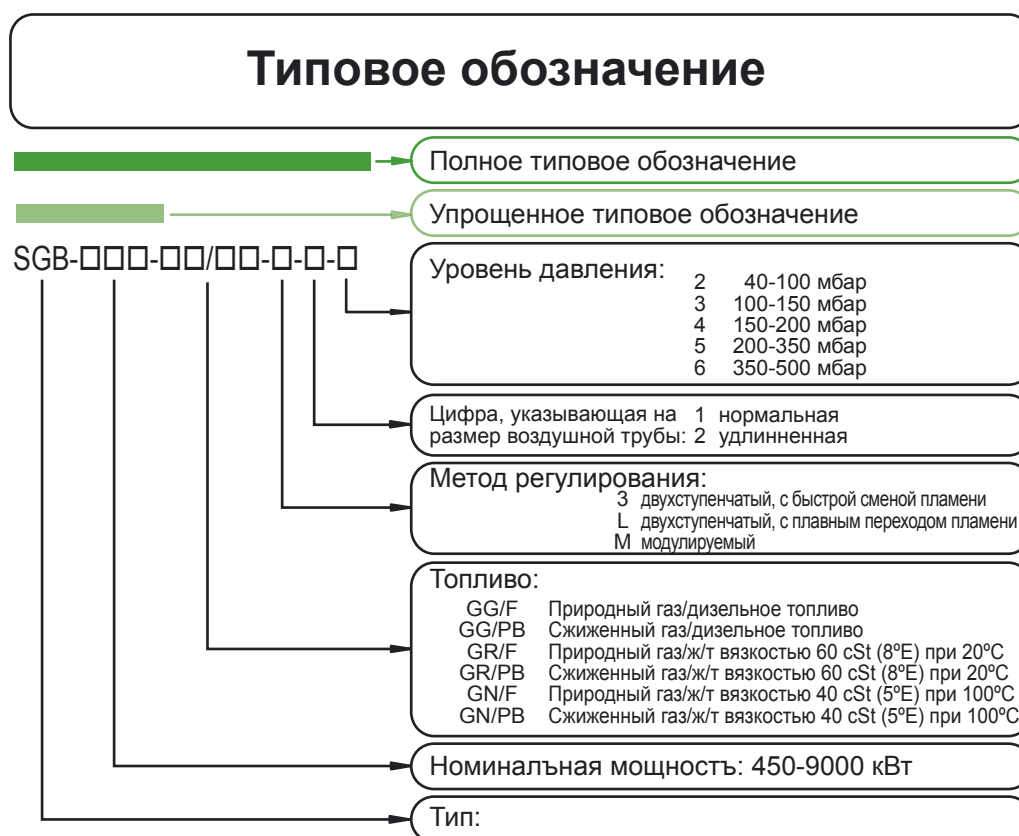 Типовое обозначение
Полное типовое обозначение
Упрощенное типовое обозначение
SGB-□□□-□□/□□-□-□-□
Уровень давления:
2 40-100 мбар
3 100-150 мбар
4 150-200 мбар
5 200-350 мбар
6 350-500 мбар
Цифра, указывающая на 1 нормальная
размер воздушной трубы: 2 удлинненная
Метод регулирования:
3 двухступенчатый, с быстрой сменой пламени
L двухступенчатый, с плавным переходом пламени
M модулируемый
Топливо:
GG/F Природный газ/дизельное топливо
GG/PB Сжиженный газ/дизельное топливо
GR/F Природный газ/ж/т вязкостью 60 cSt (8ºE) при 20ºC
GR/PB Сжиженный газ/ж/т вязкостью 60 cSt (8ºE) при 20ºC
GN/F Природный газ/ж/т вязкостью 40 cSt (5ºE) при 100ºC
GN/PB Сжиженный газ/ж/т вязкостью 40 cSt (5ºE) при 100ºC
Номиналъная мощностъ: 450-9000 кВт
Тип: